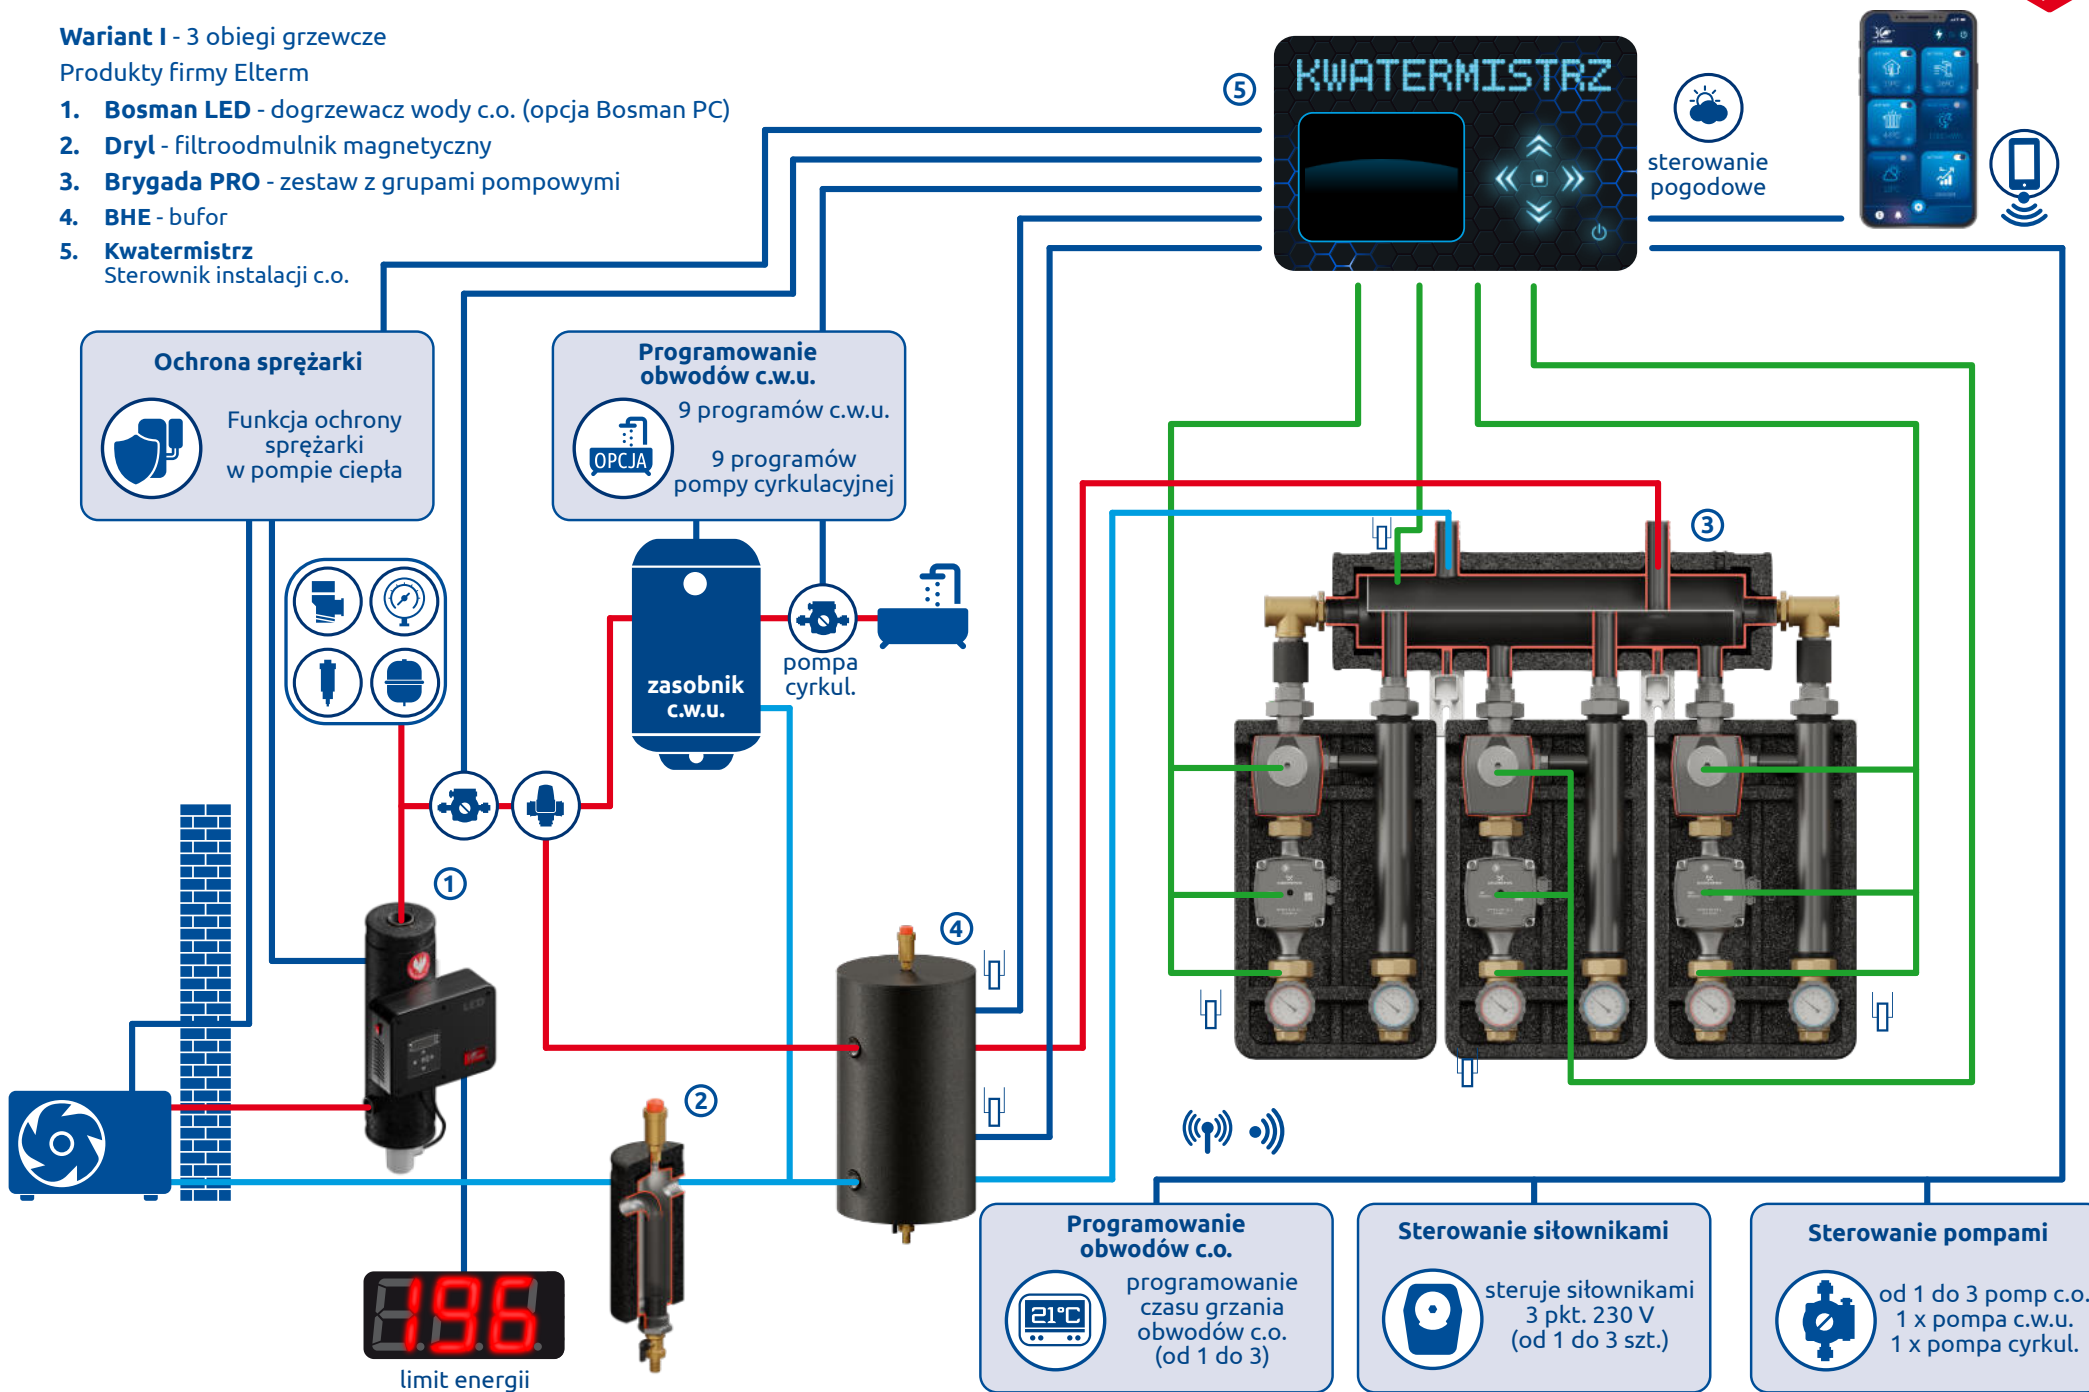 Wariant I - 3 obiegi grzewcze
Produkty firmy Elterm
1. Bosman LED - dogrzewacz wody c.o. (opcja Bosman PC)
2. Dryl - filtroodmulnik magnetyczny
3. Brygada PRO - zestaw z grupami pompowymi
4. BHE - bufor
5. Kwatermistrz
Sterownik instalacji c.o.
5
KWATERMISTRZ
sterowanie
pogodowe
Ochrona sprężarki
Funkcja ochrony
sprężarki
w pompie ciepła
Programowanie
obwodów c.w.u.
9 programów c.w.u.
OPCJA
9 programów
pompy cyrkulacyjnej
3
zasobnik
c.w.u.
pompa
cyrkul.
1
4
LED
2
196
limit energii
Programowanie
obwodów c.o.
21°C
programowanie
czasu grzania
obwodów c.o.
(od 1 do 3)
Sterowanie siłownikami
steruje siłownikami
3 pkt. 230 V
(od 1 do 3 szt.)
Sterowanie pompami
od 1 do 3 pomp c.o.
1 x pompa c.w.u.
1 x pompa cyrkul.